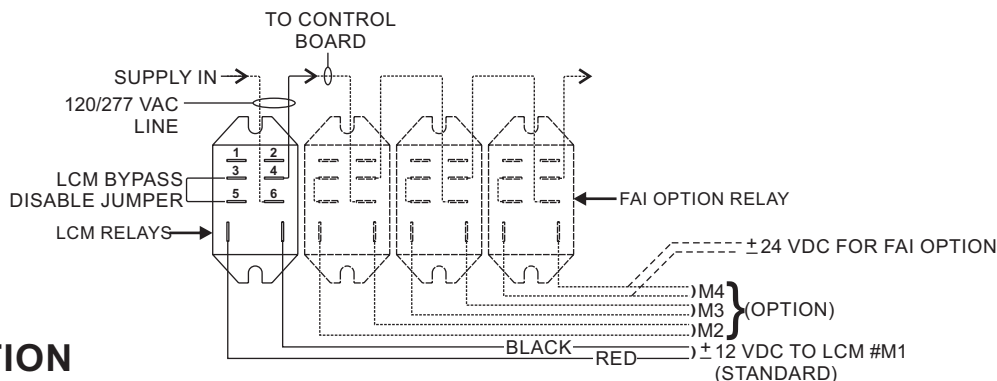 TO CONTROL
BOARD
SUPPLY IN
120/277 VAC
LINE
1 2
3 4
5 6
LCM BYPASS
DISABLE JUMPER
LCM RELAYS
FAI OPTION RELAY
± 24 VDC FOR FAI OPTION
M4
M3 (OPTION)
M2
BLACK
RED
± 12 VDC TO LCM #M1
(STANDARD)
TION